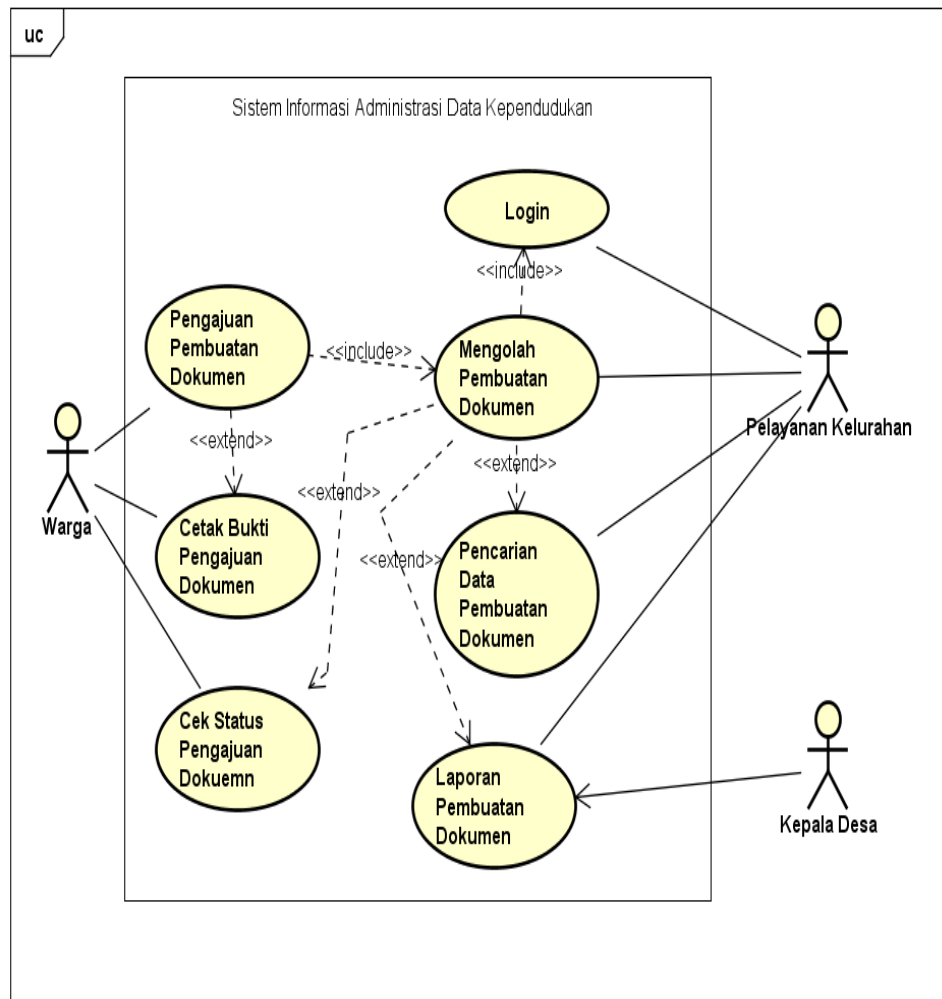 uc
Sistem Informasi Administrasi Data Kependudukan
Login
<<include>>
Pengajuan
Pembuatan
Dokumen
<<include>>
Mengolah
Pembuatan
Dokumen
Pelayanan Kelurahan
<<extend>>
<<extend>>
<<extend>>
Warga
Cetak Bukti
Pengajuan
Dokumen
<<extend>>
Pencarian
Data
Pembuatan
Dokumen
Cek Status
Pengajuan
Dokuemn
Laporan
Pembuatan
Dokumen
Kepala Desa